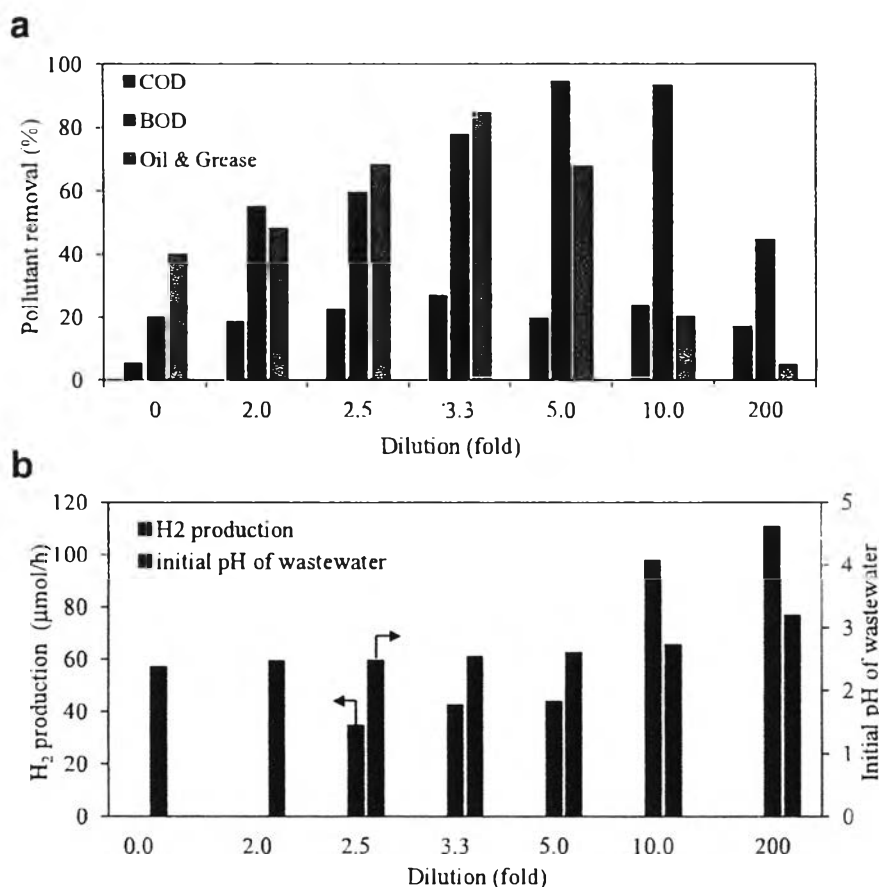 a
100
80
60
40
20
0
Pollutant removal (%)
COD
BOD
Oil & Grease
0 2.0 2.5 3.3 5.0 10.0 200
Dilution (fold)
b
120
100
80
60
40
20
0
H₂ production (μmol/h)
H2 production
initial pH of wastewater
5
4
3
2
1
0
Initial pH of wastewater
0.0 2.0 2.5 3.3 5.0 10.0 200
Dilution (fold)